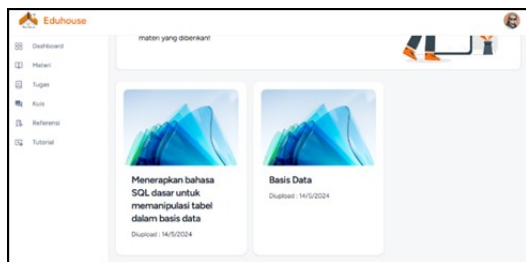 Eduhouse
Dashboard
Materi
Tugas
Kuis
Referensi
Tutorial
materi yang diberikan!
Menerapkan bahasa
SQL dasar untuk
memanipulasi tabel
dalam basis data
Diupload : 14/5/2024
Basis Data
Diupload : 14/5/2024